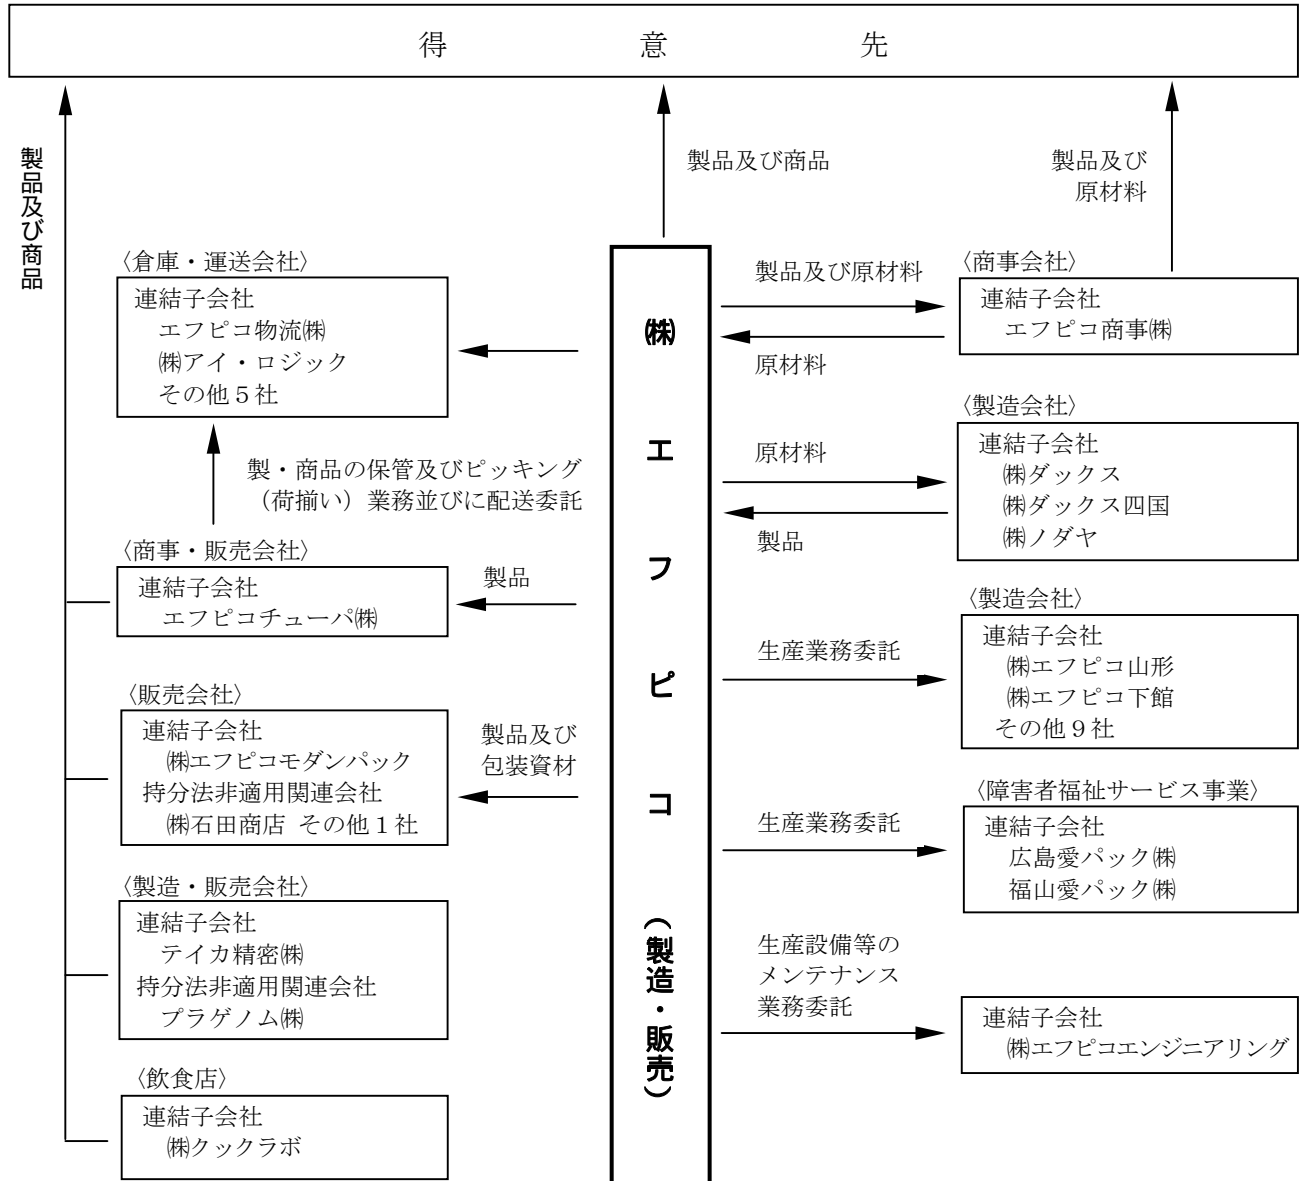 得意先
製品及び商品
製品及び商品
製品及び
原材料
〈倉庫・運送会社〉
連結子会社
エフピコ物流㈱
㈱アイ・ロジック
その他５社
製・商品の保管及びピッキング
（荷揃い）業務並びに配送委託
〈商事・販売会社〉
連結子会社
エフピコチューパ㈱
製品
〈販売会社〉
連結子会社
㈱エフピコモダンパック
持分法非適用関連会社
㈱石田商店 その他１社
製品及び
包装資材
〈製造・販売会社〉
連結子会社
テイカ精密㈱
持分法非適用関連会社
プラゲノム㈱
〈飲食店〉
連結子会社
㈱クックラボ
㈱エフピコ（製造・販売）
製品及び原材料
原材料
〈商事会社〉
連結子会社
エフピコ商事㈱
原材料
製品
〈製造会社〉
連結子会社
㈱ダックス
㈱ダックス四国
㈱ノダヤ
生産業務委託
〈製造会社〉
連結子会社
㈱エフピコ山形
㈱エフピコ下館
その他９社
生産業務委託
〈障害者福祉サービス事業〉
連結子会社
広島愛パック㈱
福山愛パック㈱
生産設備等の
メンテナンス
業務委託
連結子会社
㈱エフピコエンジニアリング